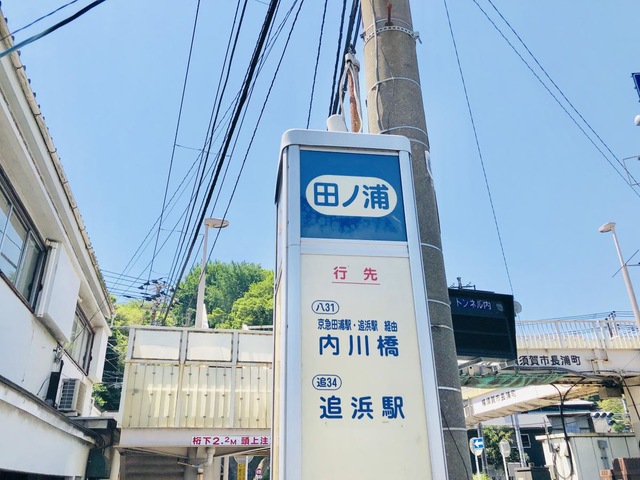 田ノ浦
行先
八31
京急田浦駅・追浜駅 経由
内川橋
追34
追浜駅
トンネル内
須賀市長浦町
桁下2.2M 頭上注